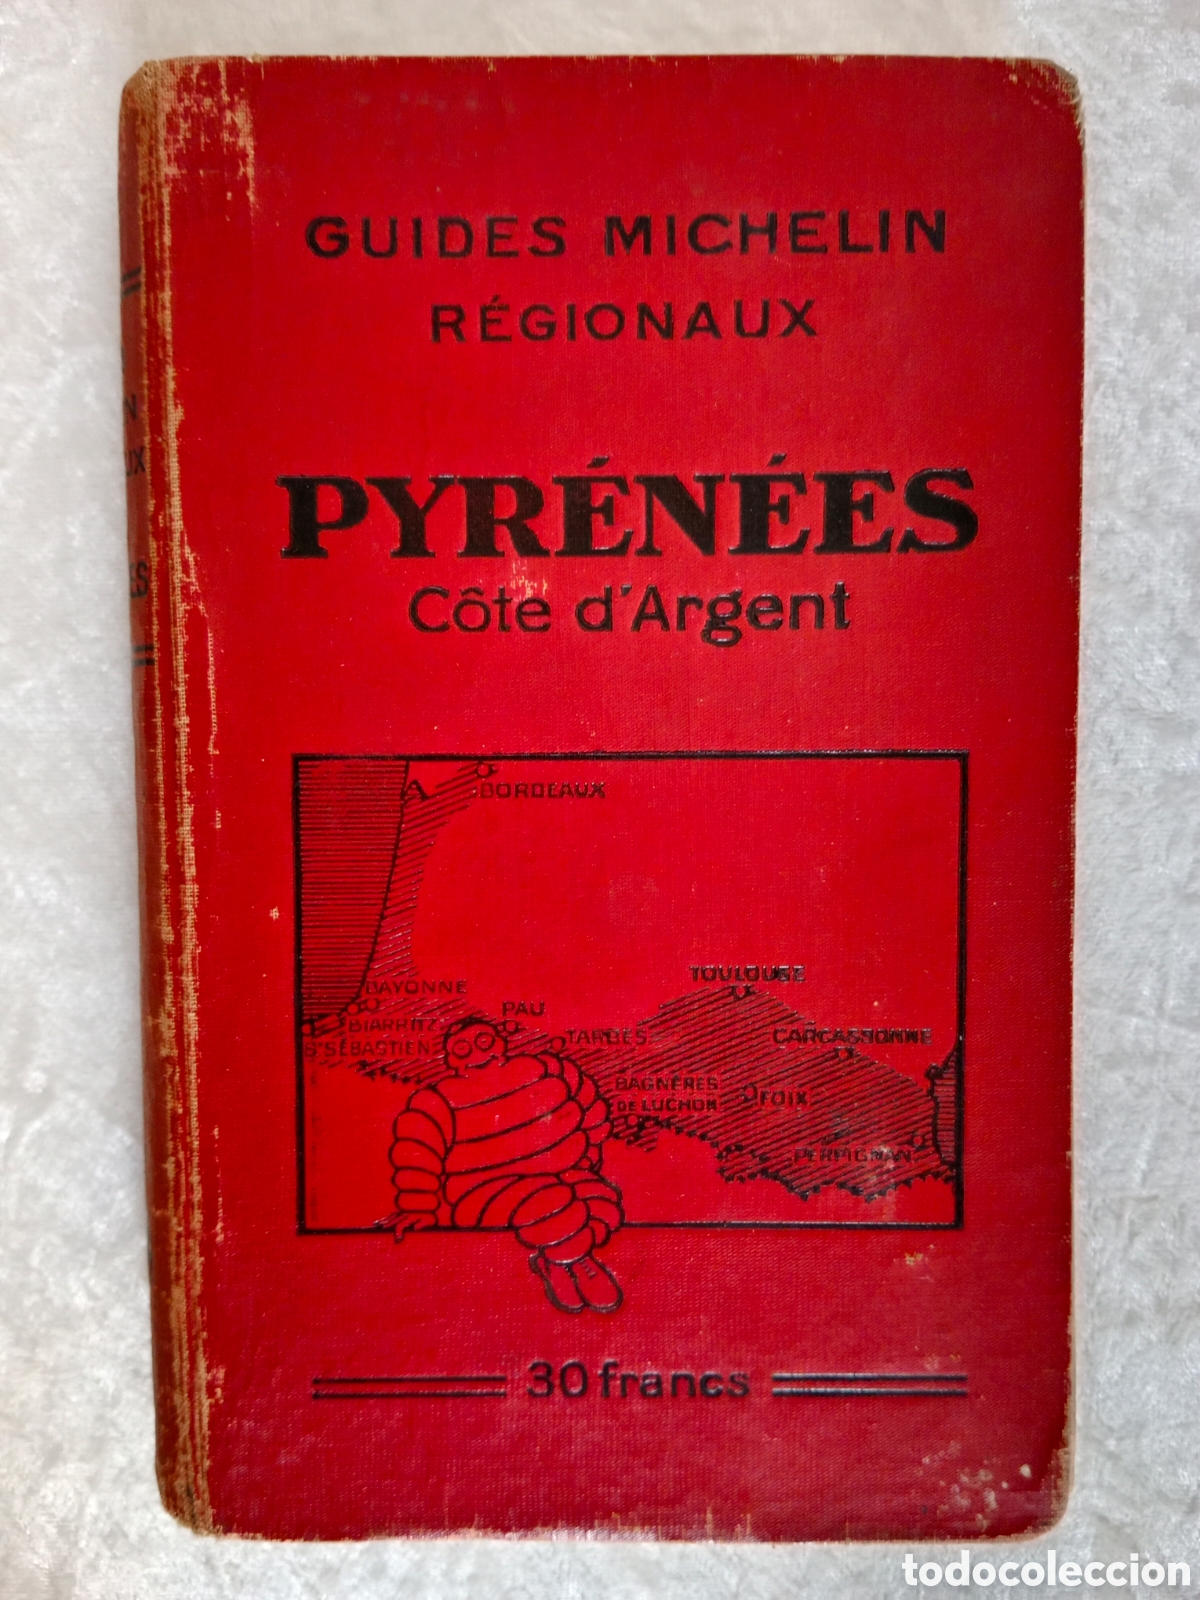 GUIDES MICHELIN
RÉGIONAUX
PYRÉNÉES
Côte d'Argent
BORDEAUX
TOULOUSE
BAYONNE
PAU
BIARRITZ
TARBES
CARCASSONNE
St SÉBASTIEN
BAGNÈRES
DE LUCHON
FOIX
PERPIGNAN
30 francs
todocoleccion